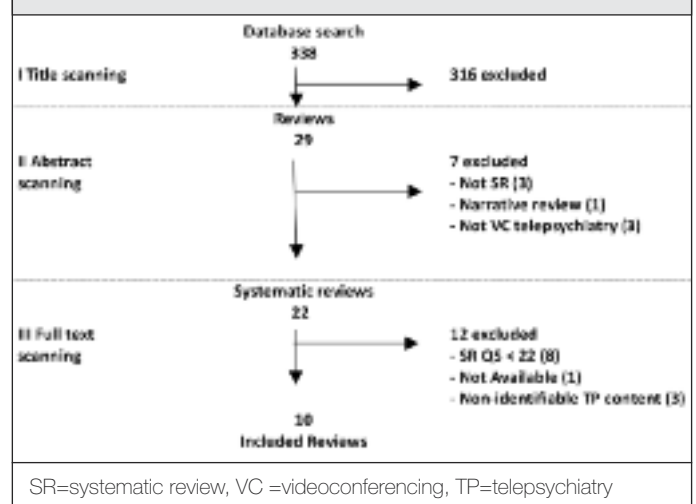 Database search
338
I Title scanning
316 excluded
Reviews
29
II Abstract
scanning
7 excluded
- Not SR (3)
- Narrative review (1)
- Not VC telepsychiatry (3)
Systematic reviews
22
III Full text
scanning
12 excluded
- SR QS < 22 (8)
- Not Available (1)
- Non-identifiable TP content (3)
10
Included Reviews
SR=systematic review, VC =videoconferencing, TP=telepsychiatry